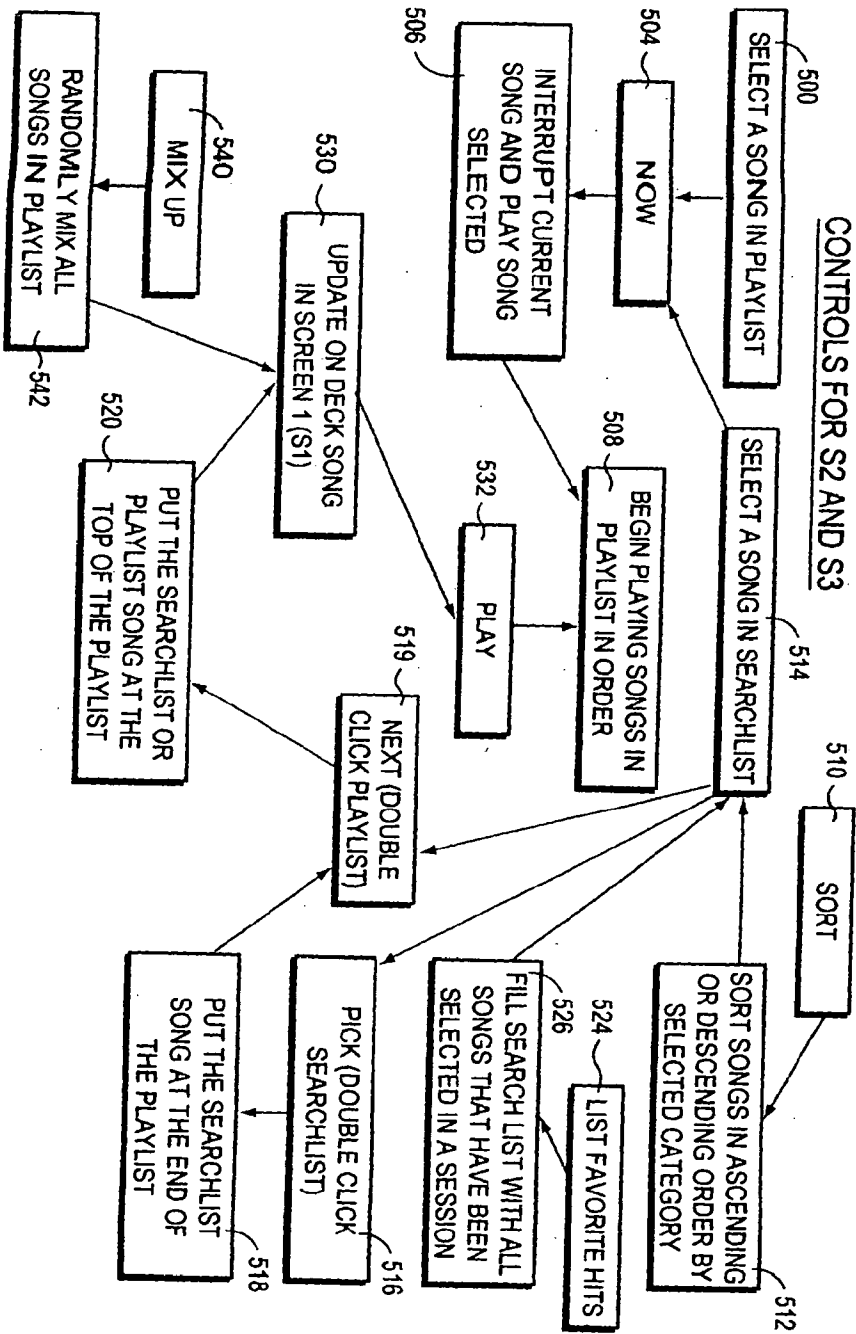 CONTROLS FOR S2 AND S3
500
SELECT A SONG IN PLAYLIST
504
NOW
506
INTERRUPT CURRENT
SONG AND PLAY SONG
SELECTED
514
SELECT A SONG IN SEARCHLIST
508
BEGIN PLAYING SONGS IN
PLAYLIST IN ORDER
532
PLAY
510
SORT
SORT SONGS IN ASCENDING
OR DESCENDING ORDER BY
SELECTED CATEGORY
512
524
LIST FAVORITE HITS
526
FILL SEARCH LIST WITH ALL
SONGS THAT HAVE BEEN
SELECTED IN A SESSION
PICK (DOUBLE CLICK
SEARCHLIST)
516
PUT THE SEARCHLIST
SONG AT THE END OF
THE PLAYLIST
518
519
NEXT (DOUBLE
CLICK PLAYLIST)
520
PUT THE SEARCHLIST OR
PLAYLIST SONG AT THE
TOP OF THE PLAYLIST
530
UPDATE ON DECK SONG
IN SCREEN 1 (S1)
540
MIX UP
RANDOMLY MIX ALL
SONGS IN PLAYLIST
542